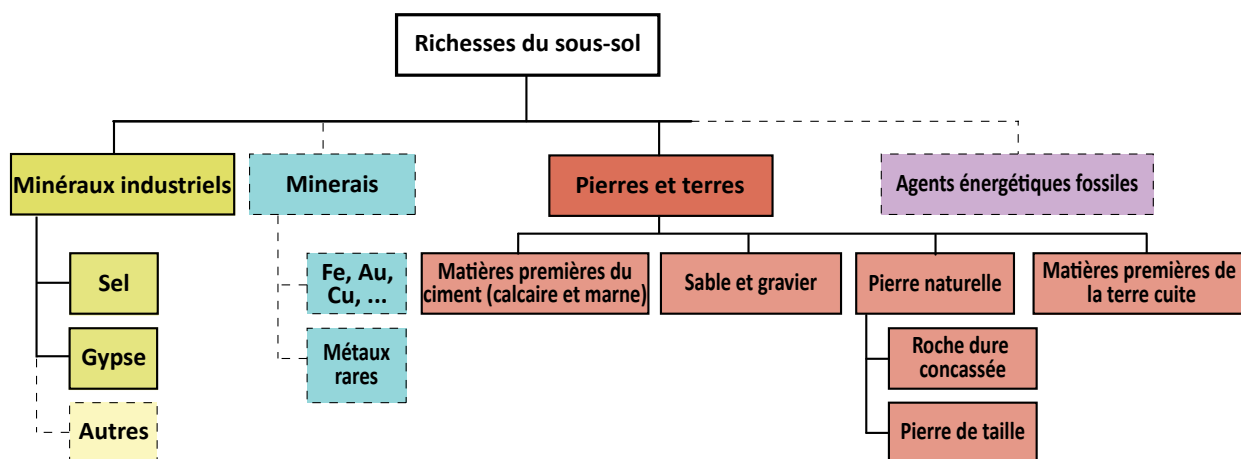 Richesses du sous-sol
Minéraux industriels
Minerais
Pierres et terres
Agents énergétiques fossiles
Sel
Gypse
Autres
Fe, Au,
Cu, ...
Métaux
rares
Matières premières du
ciment (calcaire et marne)
Sable et gravier
Pierre naturelle
Matières premières de
la terre cuite
Roche dure
concassée
Pierre de taille